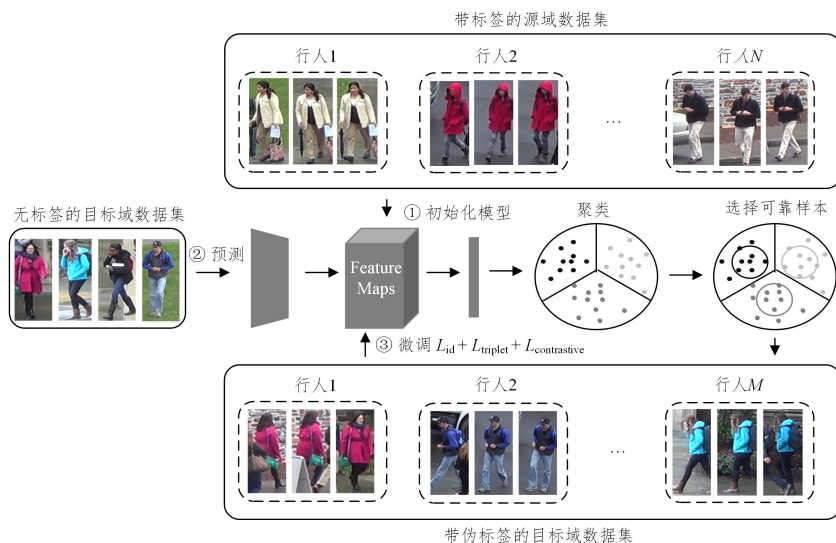 带标签的源域数据集
行人1
行人2
行人N
...
① 初始化模型
无标签的目标域数据集
② 预测
Feature
Maps
聚类
选择可靠样本
③ 微调 L_id + L_triplet + L_contrastive
行人1
行人2
行人M
...
带伪标签的目标域数据集